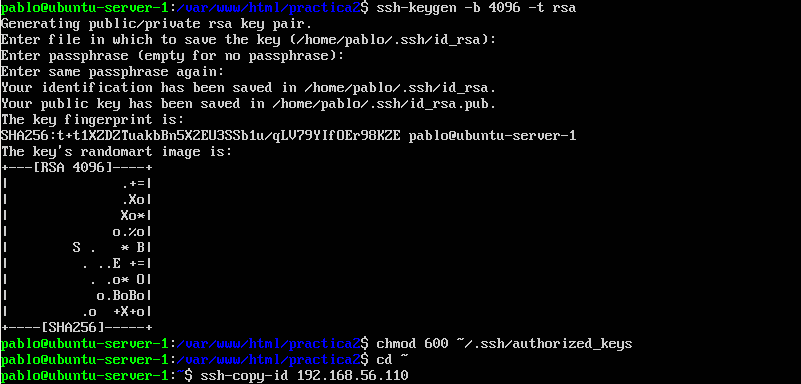 pablo@ubuntu-server-1:/var/www/html/practica2$ ssh-keygen -b 4096 -t rsa
Generating public/private rsa key pair.
Enter file in which to save the key (/home/pablo/.ssh/id_rsa):
Enter passphrase (empty for no passphrase):
Enter same passphrase again:
Your identification has been saved in /home/pablo/.ssh/id_rsa.
Your public key has been saved in /home/pablo/.ssh/id_rsa.pub.
The key fingerprint is:
SHA256:t+t1XZD2TuakbBn5X2EU3SSb1u/qLV79YIfOEr98KZE pablo@ubuntu-server-1
The key's randomart image is:
+---[RSA 4096]----+
|              .+=|
|              .Xo|
|              Xo*|
|             o.%o|
|        S .   * B|
|         . ..E +=|
|          . .o* O|
|           o.BoBo|
|         .o  +X+o|
+----[SHA256]-----+
pablo@ubuntu-server-1:/var/www/html/practica2$ chmod 600 ~/.ssh/authorized_keys
pablo@ubuntu-server-1:/var/www/html/practica2$ cd ~
pablo@ubuntu-server-1:~$ ssh-copy-id 192.168.56.110